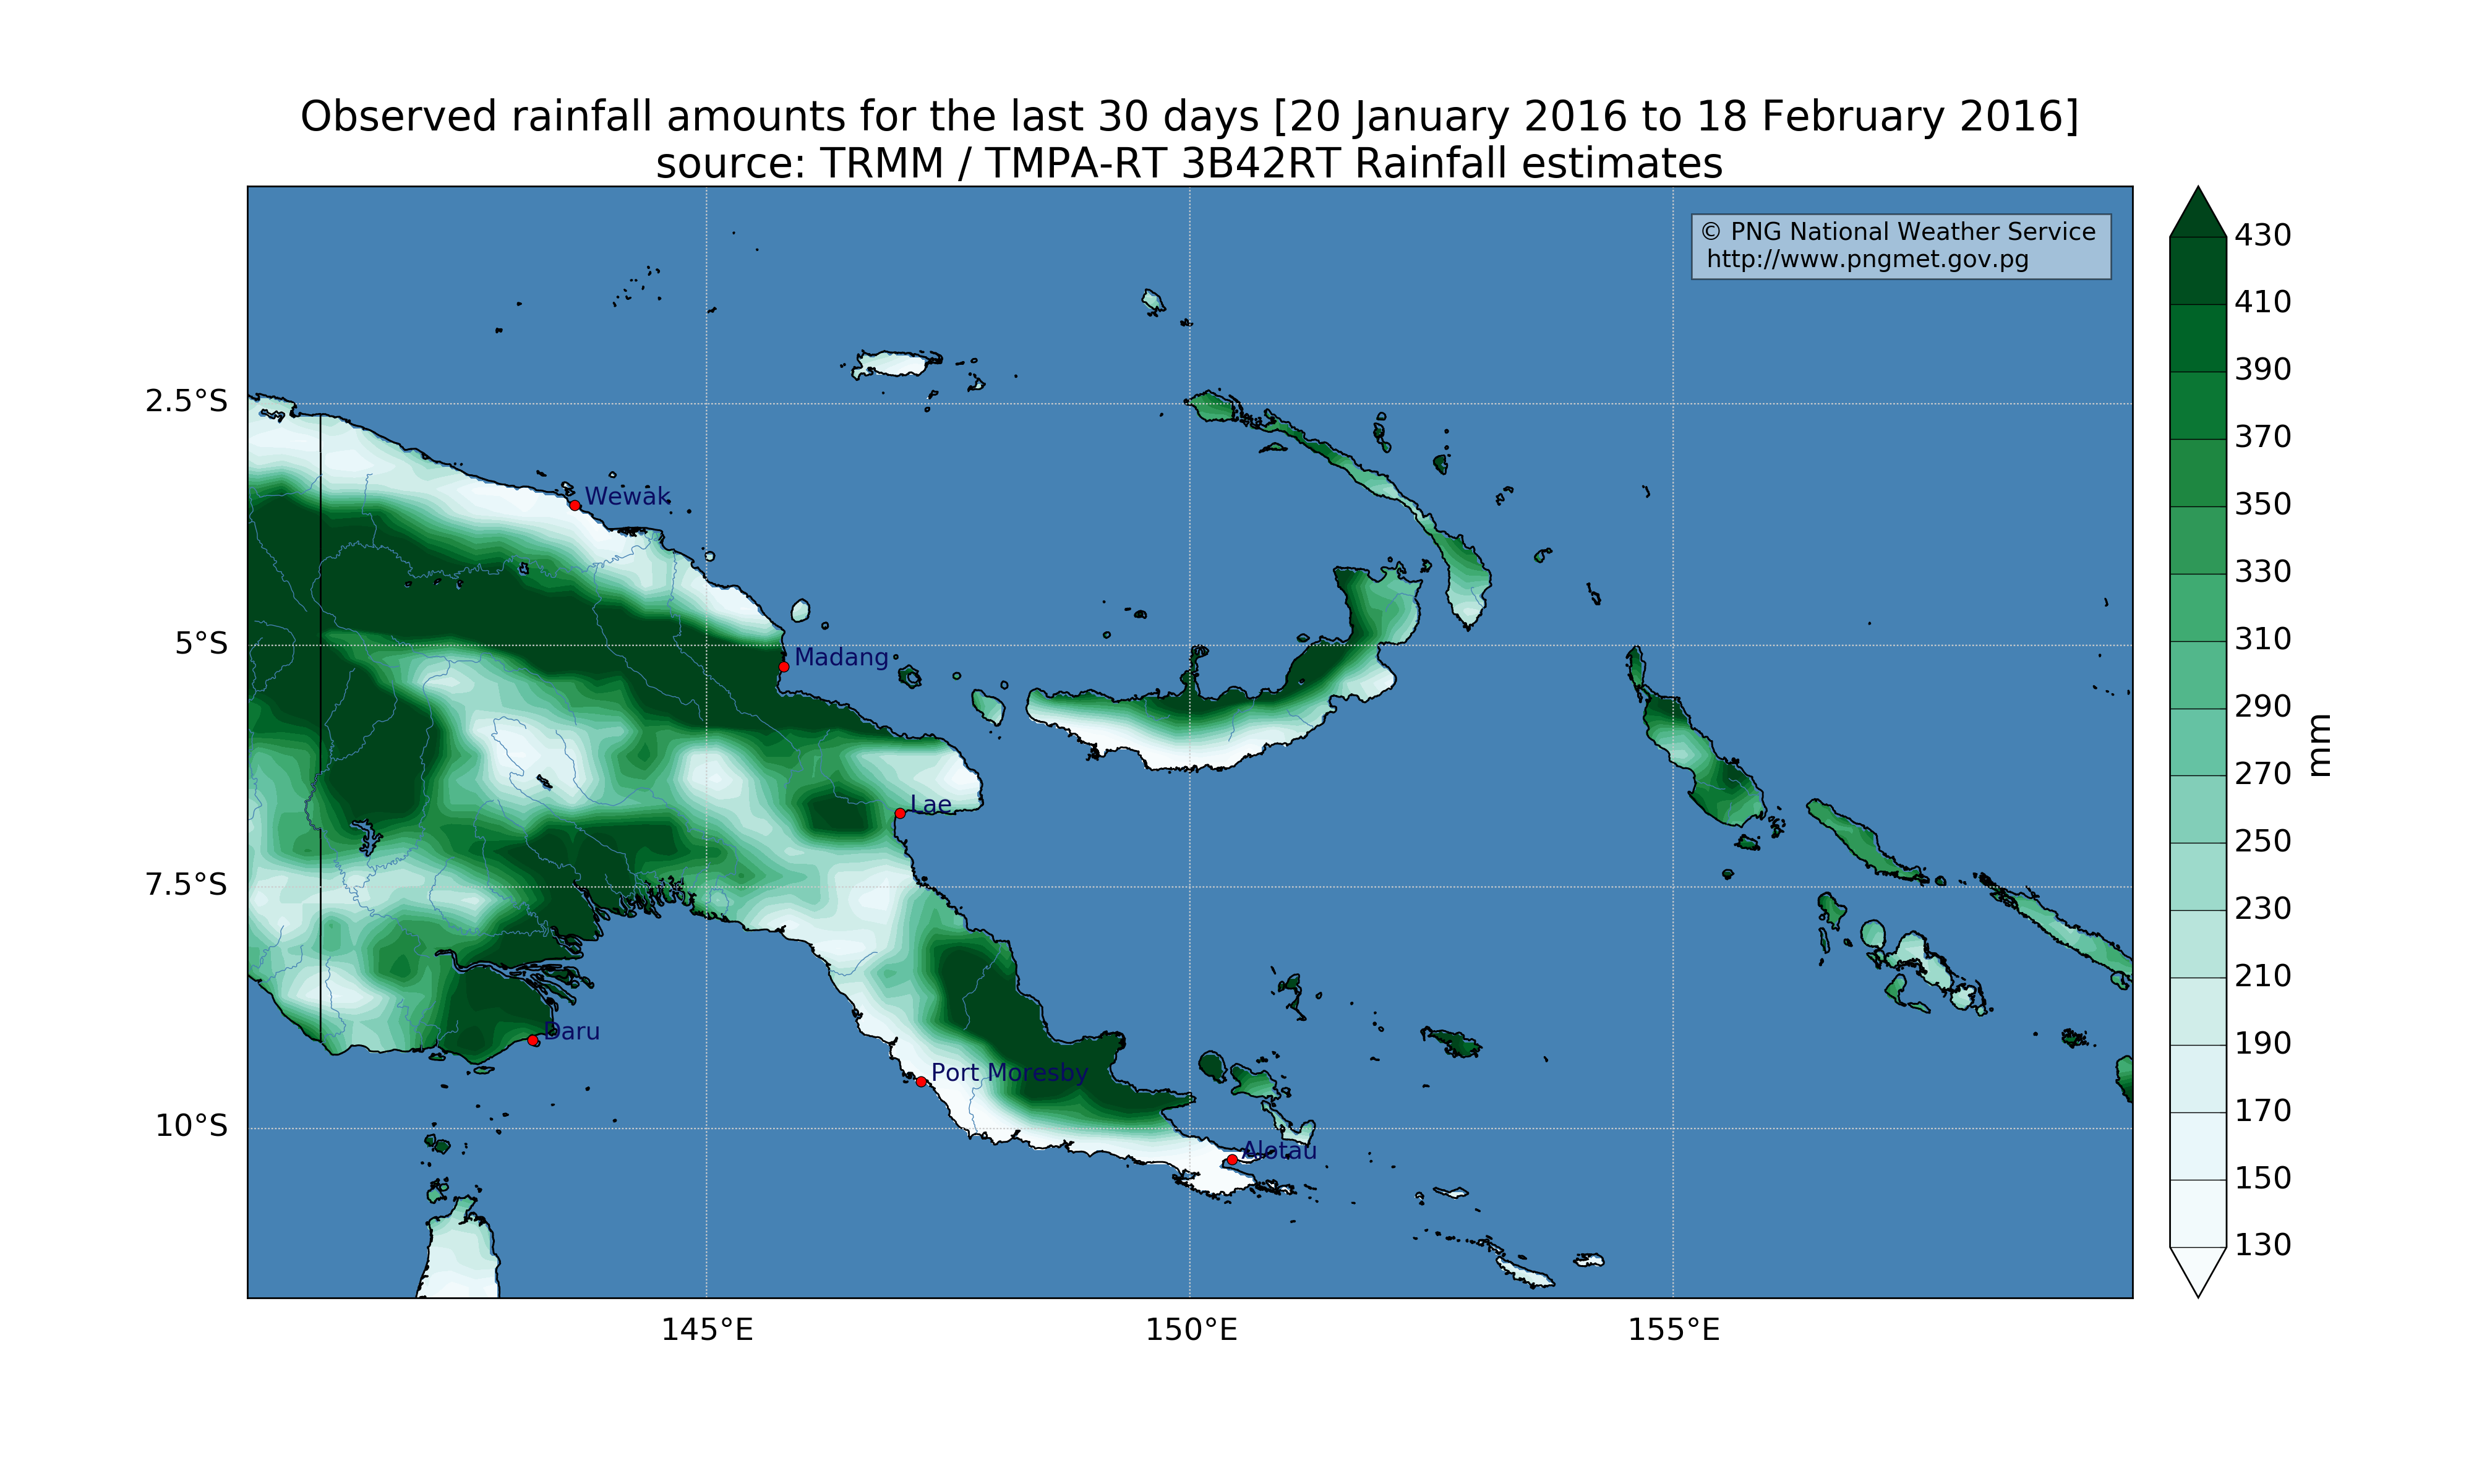 Observed rainfall amounts for the last 30 days [20 January 2016 to 18 February 2016]
source: TRMM / TMPA-RT 3B42RT Rainfall estimates
© PNG National Weather Service
http://www.pngmet.gov.pg
2.5°S
5°S
7.5°S
10°S
Wewak
Madang
Lae
Daru
Port Moresby
Alotau
145°E
150°E
155°E
430
410
390
370
350
330
310
290
270
250
230
210
190
170
150
130
mm